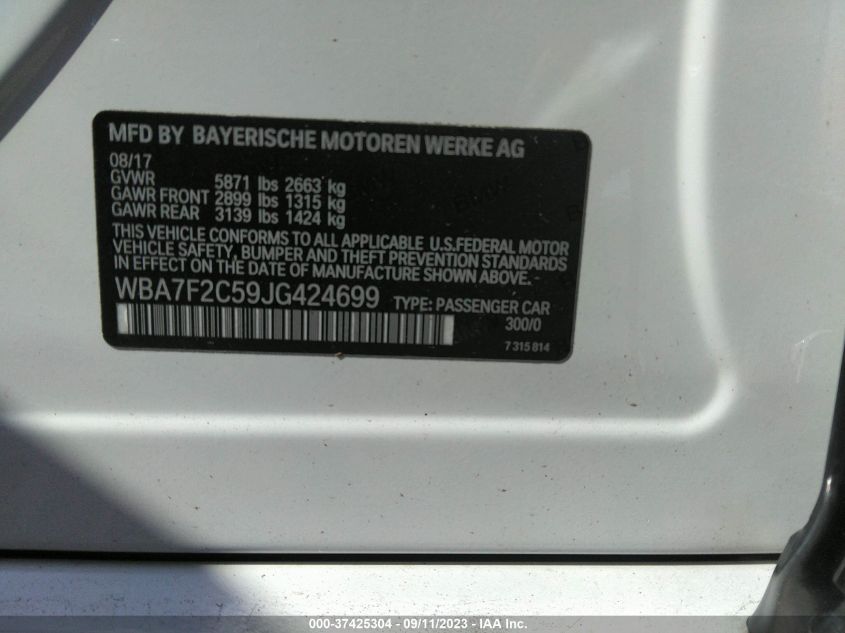 MFD BY BAYERISCHE MOTOREN WERKE AG
08/17
GVWR 5871 lbs 2663 kg
GAWR FRONT 2899 lbs 1315 kg
GAWR REAR 3139 lbs 1424 kg
THIS VEHICLE CONFORMS TO ALL APPLICABLE U.S.FEDERAL MOTOR
VEHICLE SAFETY, BUMPER AND THEFT PREVENTION STANDARDS
IN EFFECT ON THE DATE OF MANUFACTURE SHOWN ABOVE.
WBA7F2C59JG424699 TYPE: PASSENGER CAR
300/0
7 315 814
000-37425304 - 09/11/2023 - IAA Inc.